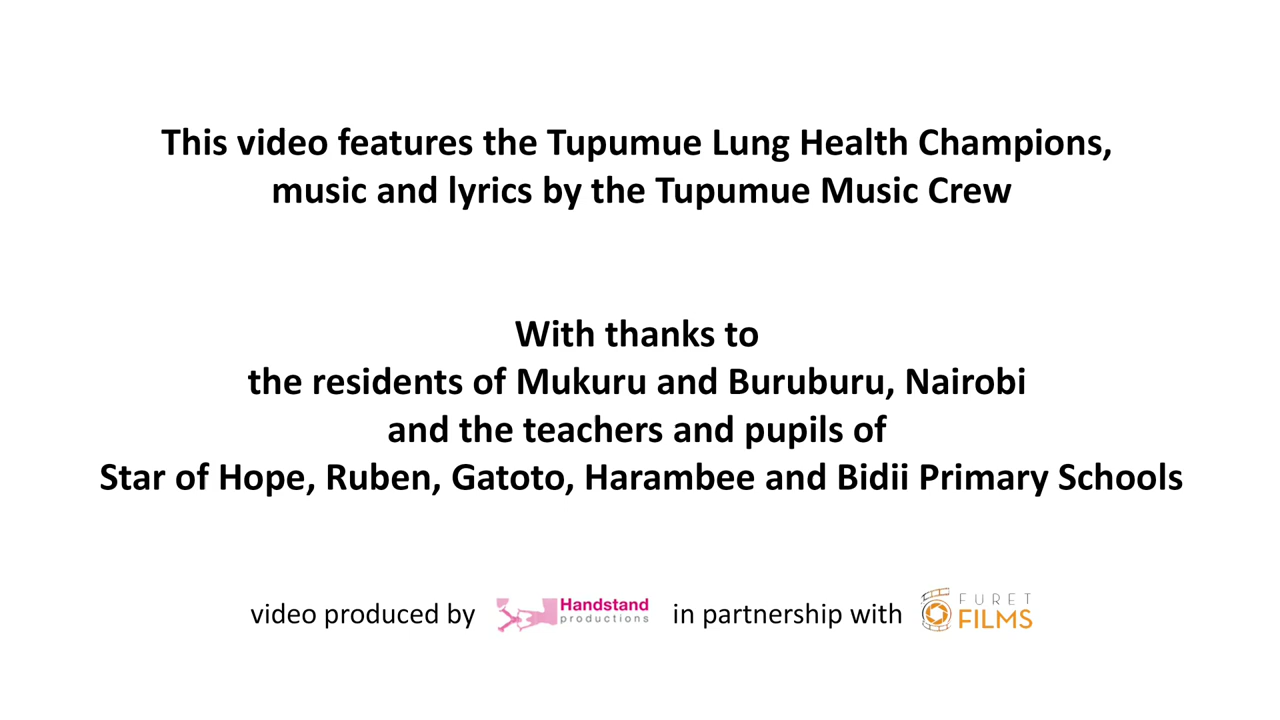 This video features the Tupumue Lung Health Champions,
music and lyrics by the Tupumue Music Crew
With thanks to
the residents of Mukuru and Buruburu, Nairobi
and the teachers and pupils of
Star of Hope, Ruben, Gatoto, Harambee and Bidii Primary Schools
video produced by Handstand productions in partnership with FURET FILMS